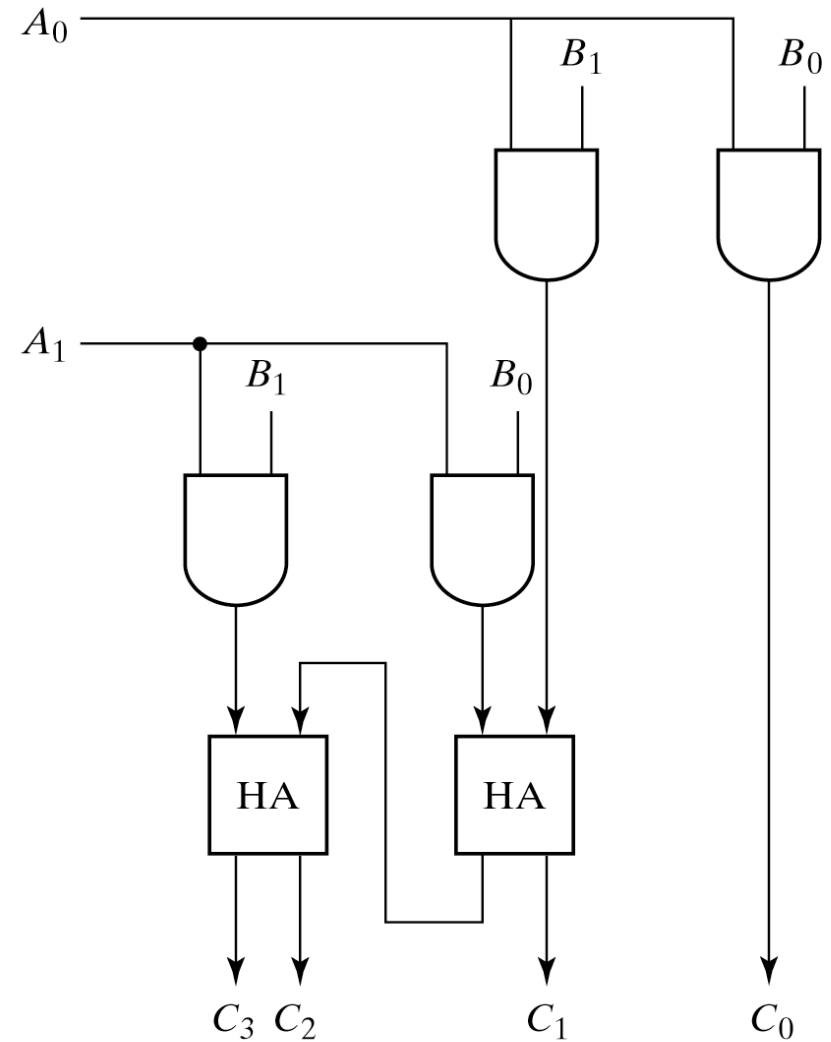 A₀
B₁ B₀
A₁
B₁ B₀
HA HA
C₃ C₂ C₁ C₀